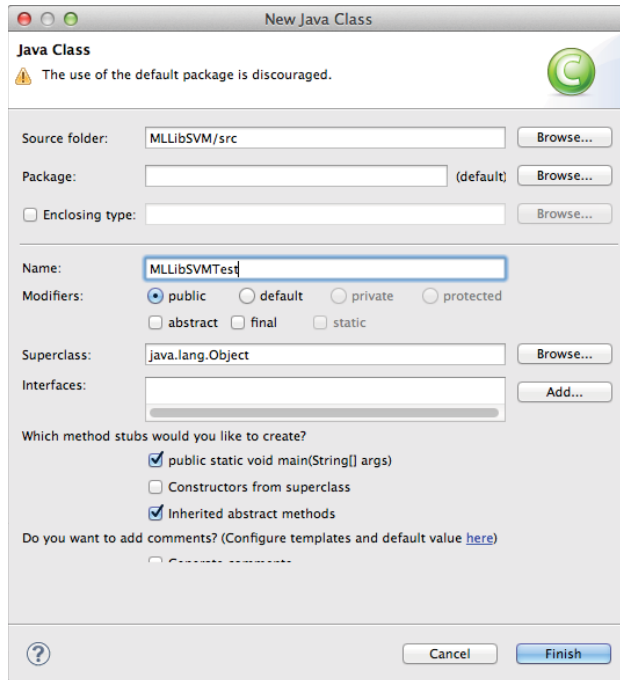 New Java Class
Java Class
The use of the default package is discouraged.
Source folder: MLLibSVM/src Browse...
Package: (default) Browse...
Enclosing type: Browse...
Name: MLLibSVMTest
Modifiers: public default private protected
abstract final static
Superclass: java.lang.Object Browse...
Interfaces: Add...
Which method stubs would you like to create?
public static void main(String[] args)
Constructors from superclass
Inherited abstract methods
Do you want to add comments? (Configure templates and default value here)
Generate comments
? Cancel Finish